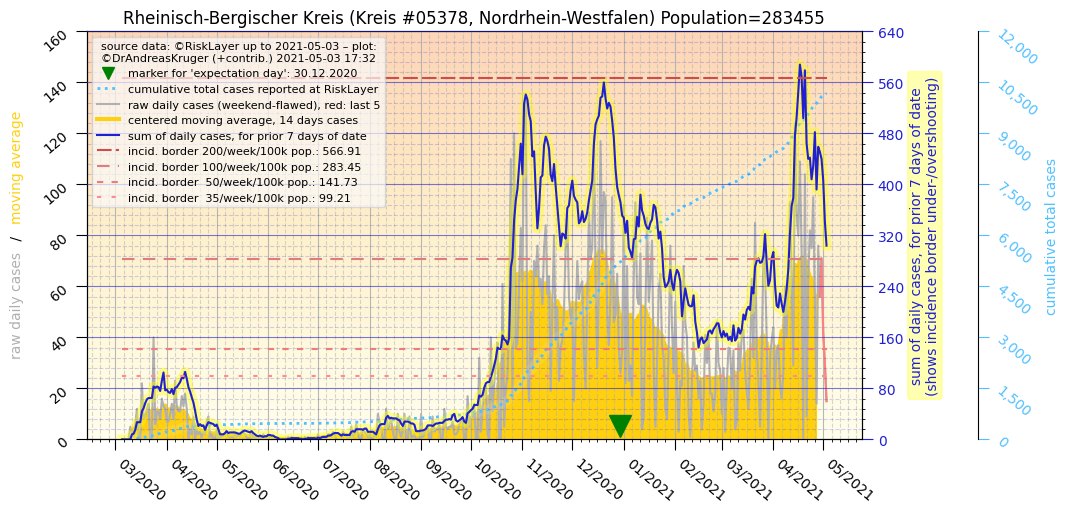 Rheinisch-Bergischer Kreis (Kreis #05378, Nordrhein-Westfalen) Population=283455
source data: ©RiskLayer up to 2021-05-03 – plot:
©DrAndreasKruger (+contrib.) 2021-05-03 17:32
marker for 'expectation day': 30.12.2020
cumulative total cases reported at RiskLayer
raw daily cases (weekend-flawed), red: last 5
centered moving average, 14 days cases
sum of daily cases, for prior 7 days of date
incid. border 200/week/100k pop.: 566.91
incid. border 100/week/100k pop.: 283.45
incid. border  50/week/100k pop.: 141.73
incid. border  35/week/100k pop.: 99.21
raw daily cases / moving average
160
140
120
100
80
60
40
20
0
03/2020
04/2020
05/2020
06/2020
07/2020
08/2020
09/2020
10/2020
11/2020
12/2020
01/2021
02/2021
03/2021
04/2021
05/2021
640
560
480
400
320
240
160
80
0
sum of daily cases, for prior 7 days of date
(shows incidence border under-/overshooting)
12,000
10,500
9,000
7,500
6,000
4,500
3,000
1,500
0
cumulative total cases